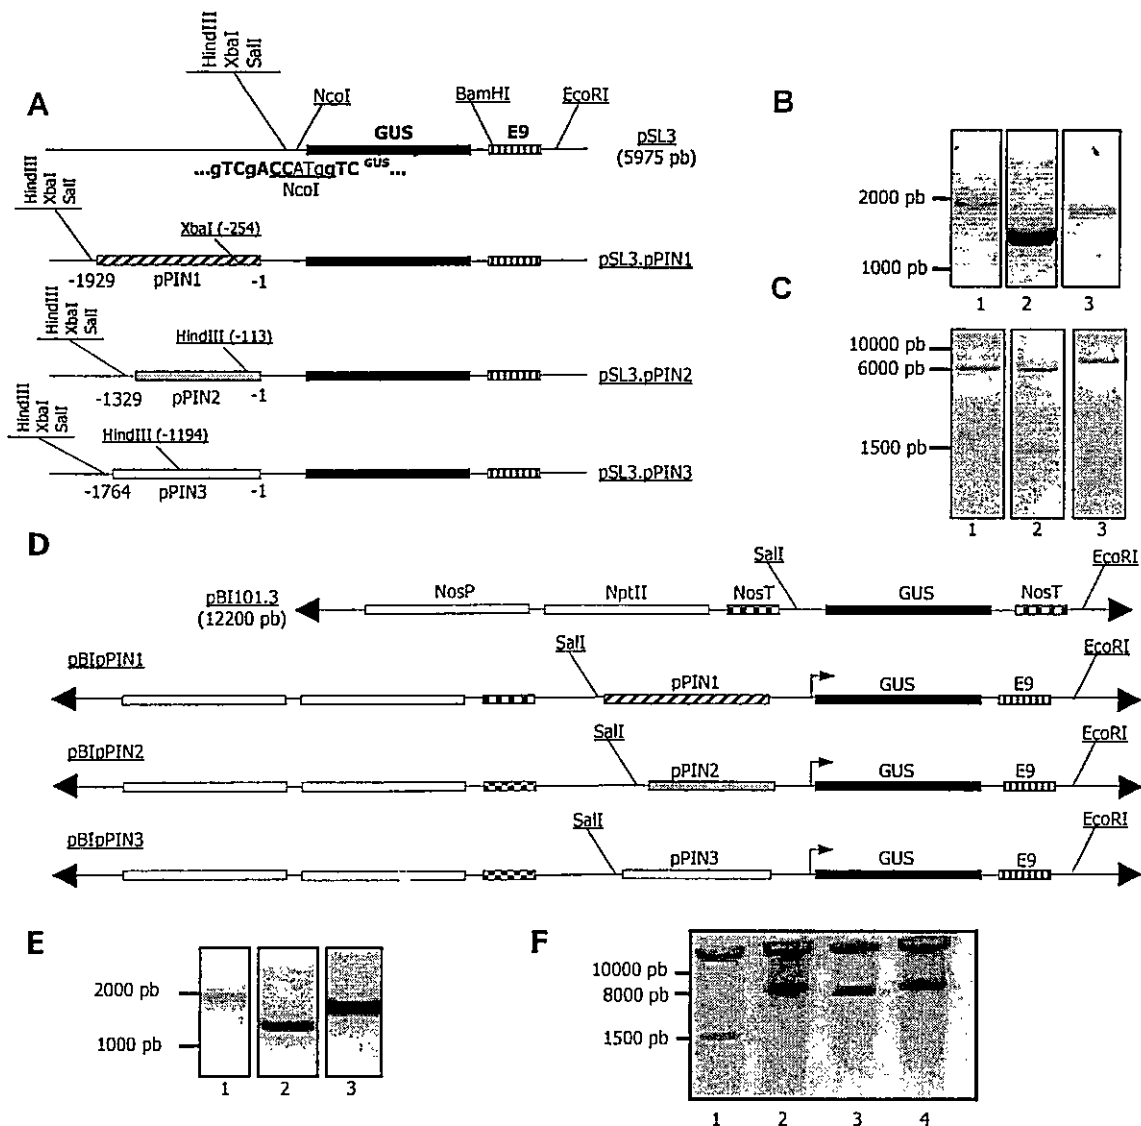 HindIII
XbaI
SalI
A
NcoI
BamHI
EcoRI
GUS
E9
pSL3
(5975 pb)
...gTCgACCATggTC GUS ...
NcoI
HindIII
XbaI
SalI
XbaI (-254)
-1929
pPIN1
-1
pSL3.pPIN1
HindIII
XbaI
SalI
HindIII (-113)
-1329
pPIN2
-1
pSL3.pPIN2
HindIII
XbaI
SalI
HindIII (-1194)
-1764
pPIN3
-1
pSL3.pPIN3
B
2000 pb
1000 pb
1 2 3
C
10000 pb
6000 pb
1500 pb
1 2 3
D
pBI101.3
(12200 pb)
NosP
NptII
NosT
SalI
GUS
NosT
EcoRI
pBIpPIN1
SalI
pPIN1
GUS
E9
EcoRI
pBIpPIN2
SalI
pPIN2
GUS
E9
EcoRI
pBIpPIN3
SalI
pPIN3
GUS
E9
EcoRI
E
2000 pb
1000 pb
1 2 3
F
10000 pb
8000 pb
1500 pb
1 2 3 4